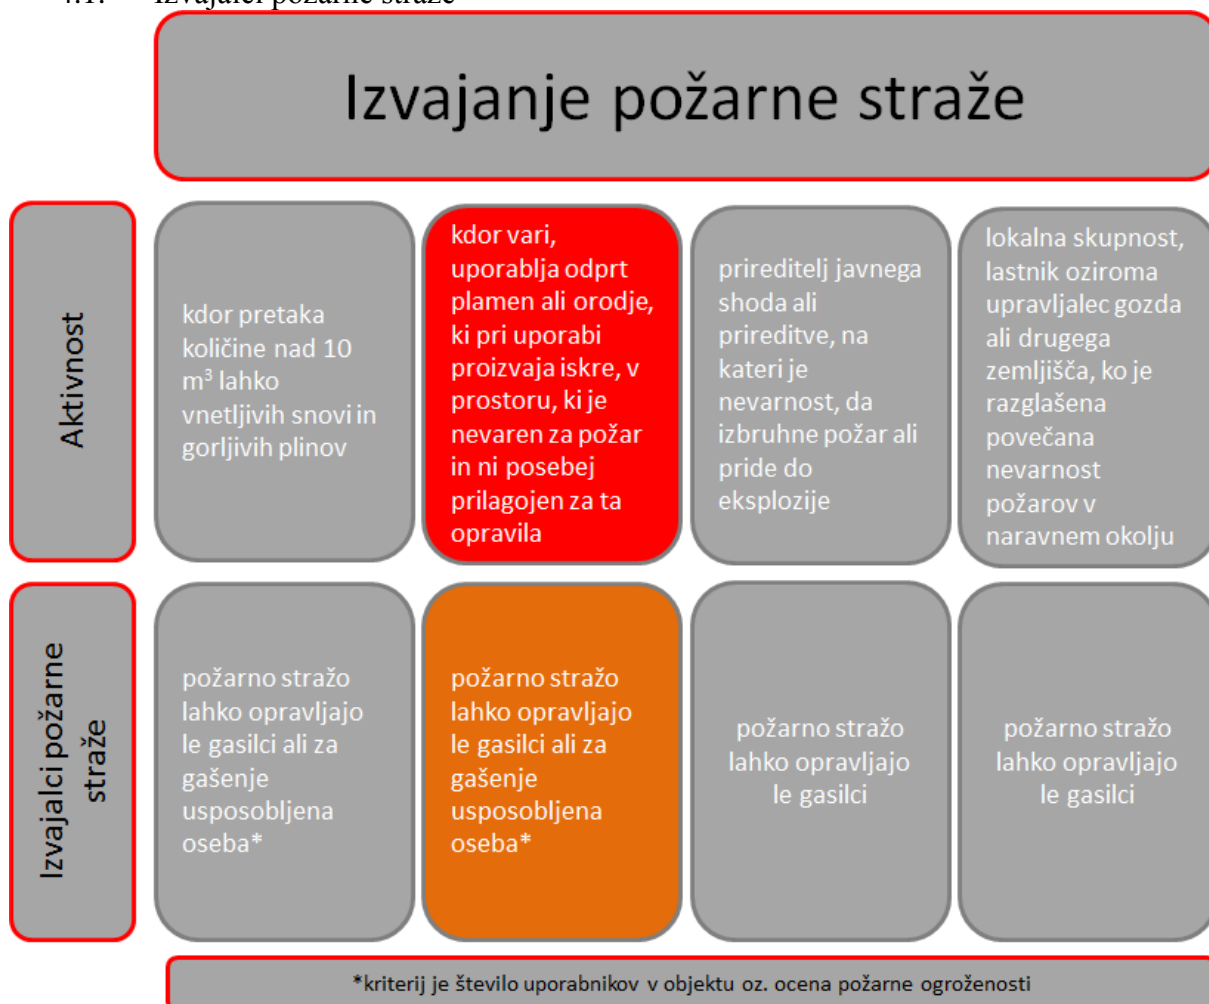 4.1. Izvajalci požarne straže
Izvajanje požarne straže
Aktivnost
kdor pretaka
količine nad 10
m³ lahko
vnetljivih snovi in
gorljivih plinov
kdor vari,
uporablja odprt
plamen ali orodje,
ki pri uporabi
proizvaja iskre, v
prostoru, ki je
nevaren za požar
in ni posebej
prilagojen za ta
opravila
prireditelj javnega
shoda ali
prireditve, na
kateri je
nevarnost, da
izbruhne požar ali
pride do
eksplozije
lokalna skupnost,
lastnik oziroma
upravljalec gozda
ali drugega
zemljišča, ko je
razglašena
povečana
nevarnost
požarov v
naravnem okolju
Izvajalci požarne
straže
požarno stražo
lahko opravljajo
le gasilci ali za
gašenje
usposobljena
oseba*
požarno stražo
lahko opravljajo
le gasilci ali za
gašenje
usposobljena
oseba*
požarno stražo
lahko opravljajo
le gasilci
požarno stražo
lahko opravljajo
le gasilci
*kriterij je število uporabnikov v objektu oz. ocena požarne ogroženosti